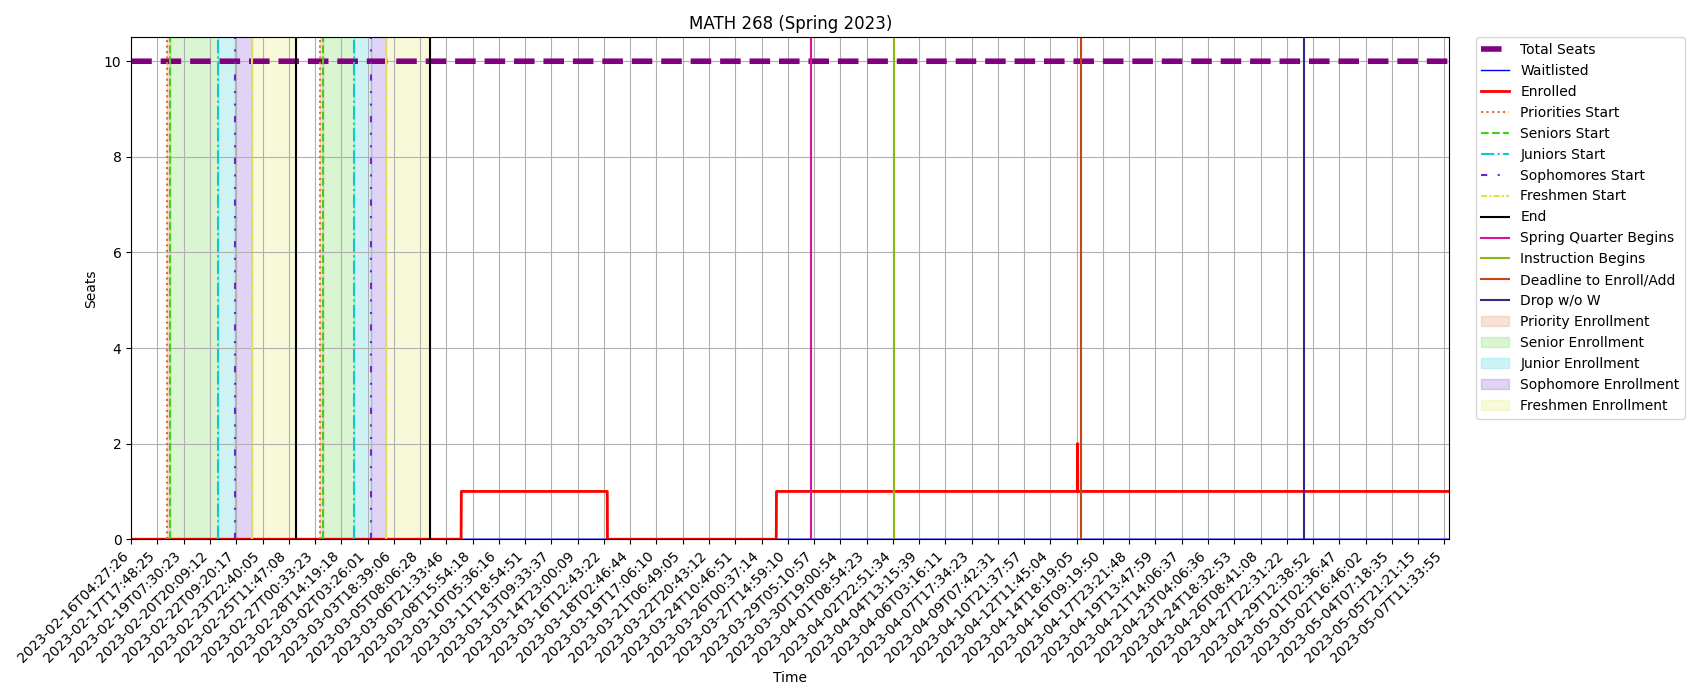 MATH 268 (Spring 2023)
10
8
6
4
2
0
Seats
2023-02-16T04:27:26
2023-02-17T17:48:25
2023-02-19T07:30:23
2023-02-20T20:09:12
2023-02-22T09:20:17
2023-02-23T22:40:05
2023-02-25T11:47:08
2023-02-27T00:33:23
2023-02-28T14:19:18
2023-03-02T03:26:01
2023-03-03T18:39:06
2023-03-05T08:06:28
2023-03-06T21:33:46
2023-03-08T15:54:18
2023-03-10T05:36:16
2023-03-11T18:54:51
2023-03-13T09:33:37
2023-03-14T23:00:09
2023-03-16T12:43:22
2023-03-18T02:46:44
2023-03-19T17:06:10
2023-03-21T06:49:05
2023-03-22T20:43:12
2023-03-24T10:46:51
2023-03-26T00:37:14
2023-03-27T14:59:10
2023-03-29T05:10:57
2023-03-30T19:00:54
2023-04-01T08:54:23
2023-04-02T22:51:34
2023-04-04T13:15:39
2023-04-06T03:16:11
2023-04-07T17:34:23
2023-04-09T07:42:31
2023-04-10T21:37:57
2023-04-12T11:45:04
2023-04-14T18:19:05
2023-04-16T09:19:50
2023-04-17T23:21:48
2023-04-19T13:47:59
2023-04-21T14:06:37
2023-04-23T04:06:36
2023-04-24T18:32:53
2023-04-26T08:41:08
2023-04-27T22:31:22
2023-04-29T12:38:52
2023-05-01T02:36:47
2023-05-02T16:46:02
2023-05-04T07:18:35
2023-05-05T21:21:15
2023-05-07T11:33:55
Time
Total Seats
Waitlisted
Enrolled
Priorities Start
Seniors Start
Juniors Start
Sophomores Start
Freshmen Start
End
Spring Quarter Begins
Instruction Begins
Deadline to Enroll/Add
Drop w/o W
Priority Enrollment
Senior Enrollment
Junior Enrollment
Sophomore Enrollment
Freshmen Enrollment